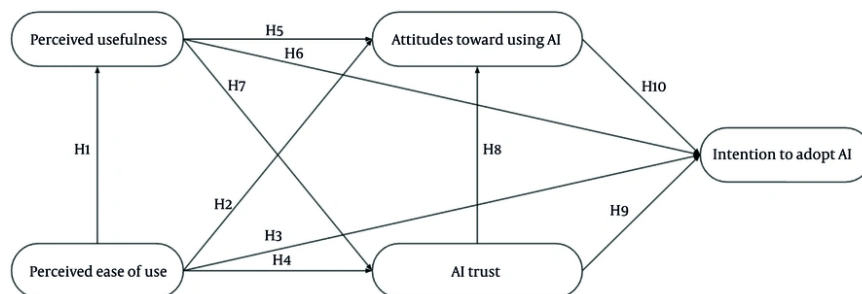 Perceived usefulness
H5
Attitudes toward using AI
H6
H7
H10
H1
H8
Intention to adopt AI
H2
H9
H3
H4
Perceived ease of use
AI trust